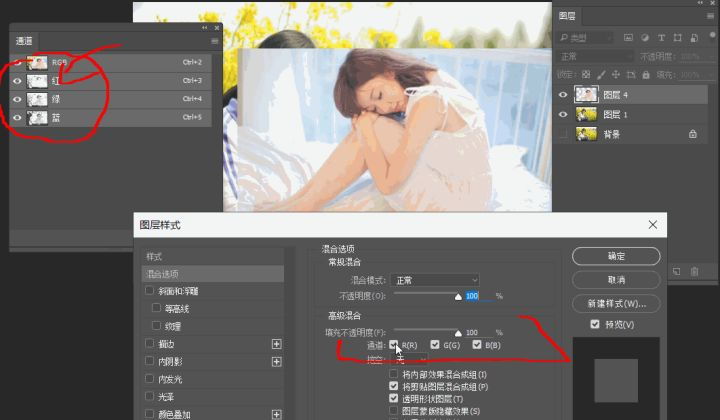 通道
RGB Ctrl+2
红 Ctrl+3
绿 Ctrl+4
蓝 Ctrl+5
图层
类型
正常
不透明度: 100%
锁定:
填充: 100%
图层 4
图层 1
背景
图层样式
样式
混合选项
斜面和浮雕
等高线
纹理
描边
内阴影
内发光
光泽
颜色叠加
混合选项
常规混合
混合模式: 正常
不透明度(O): 100 %
高级混合
填充不透明度(F): 100 %
通道: R(R) G(G) B(B)
挖空: 无
将内部效果混合成组(I)
将剪贴图层混合成组(P)
透明形状图层(T)
图层蒙版隐藏效果(S)
确定
取消
新建样式(W)...
预览(V)